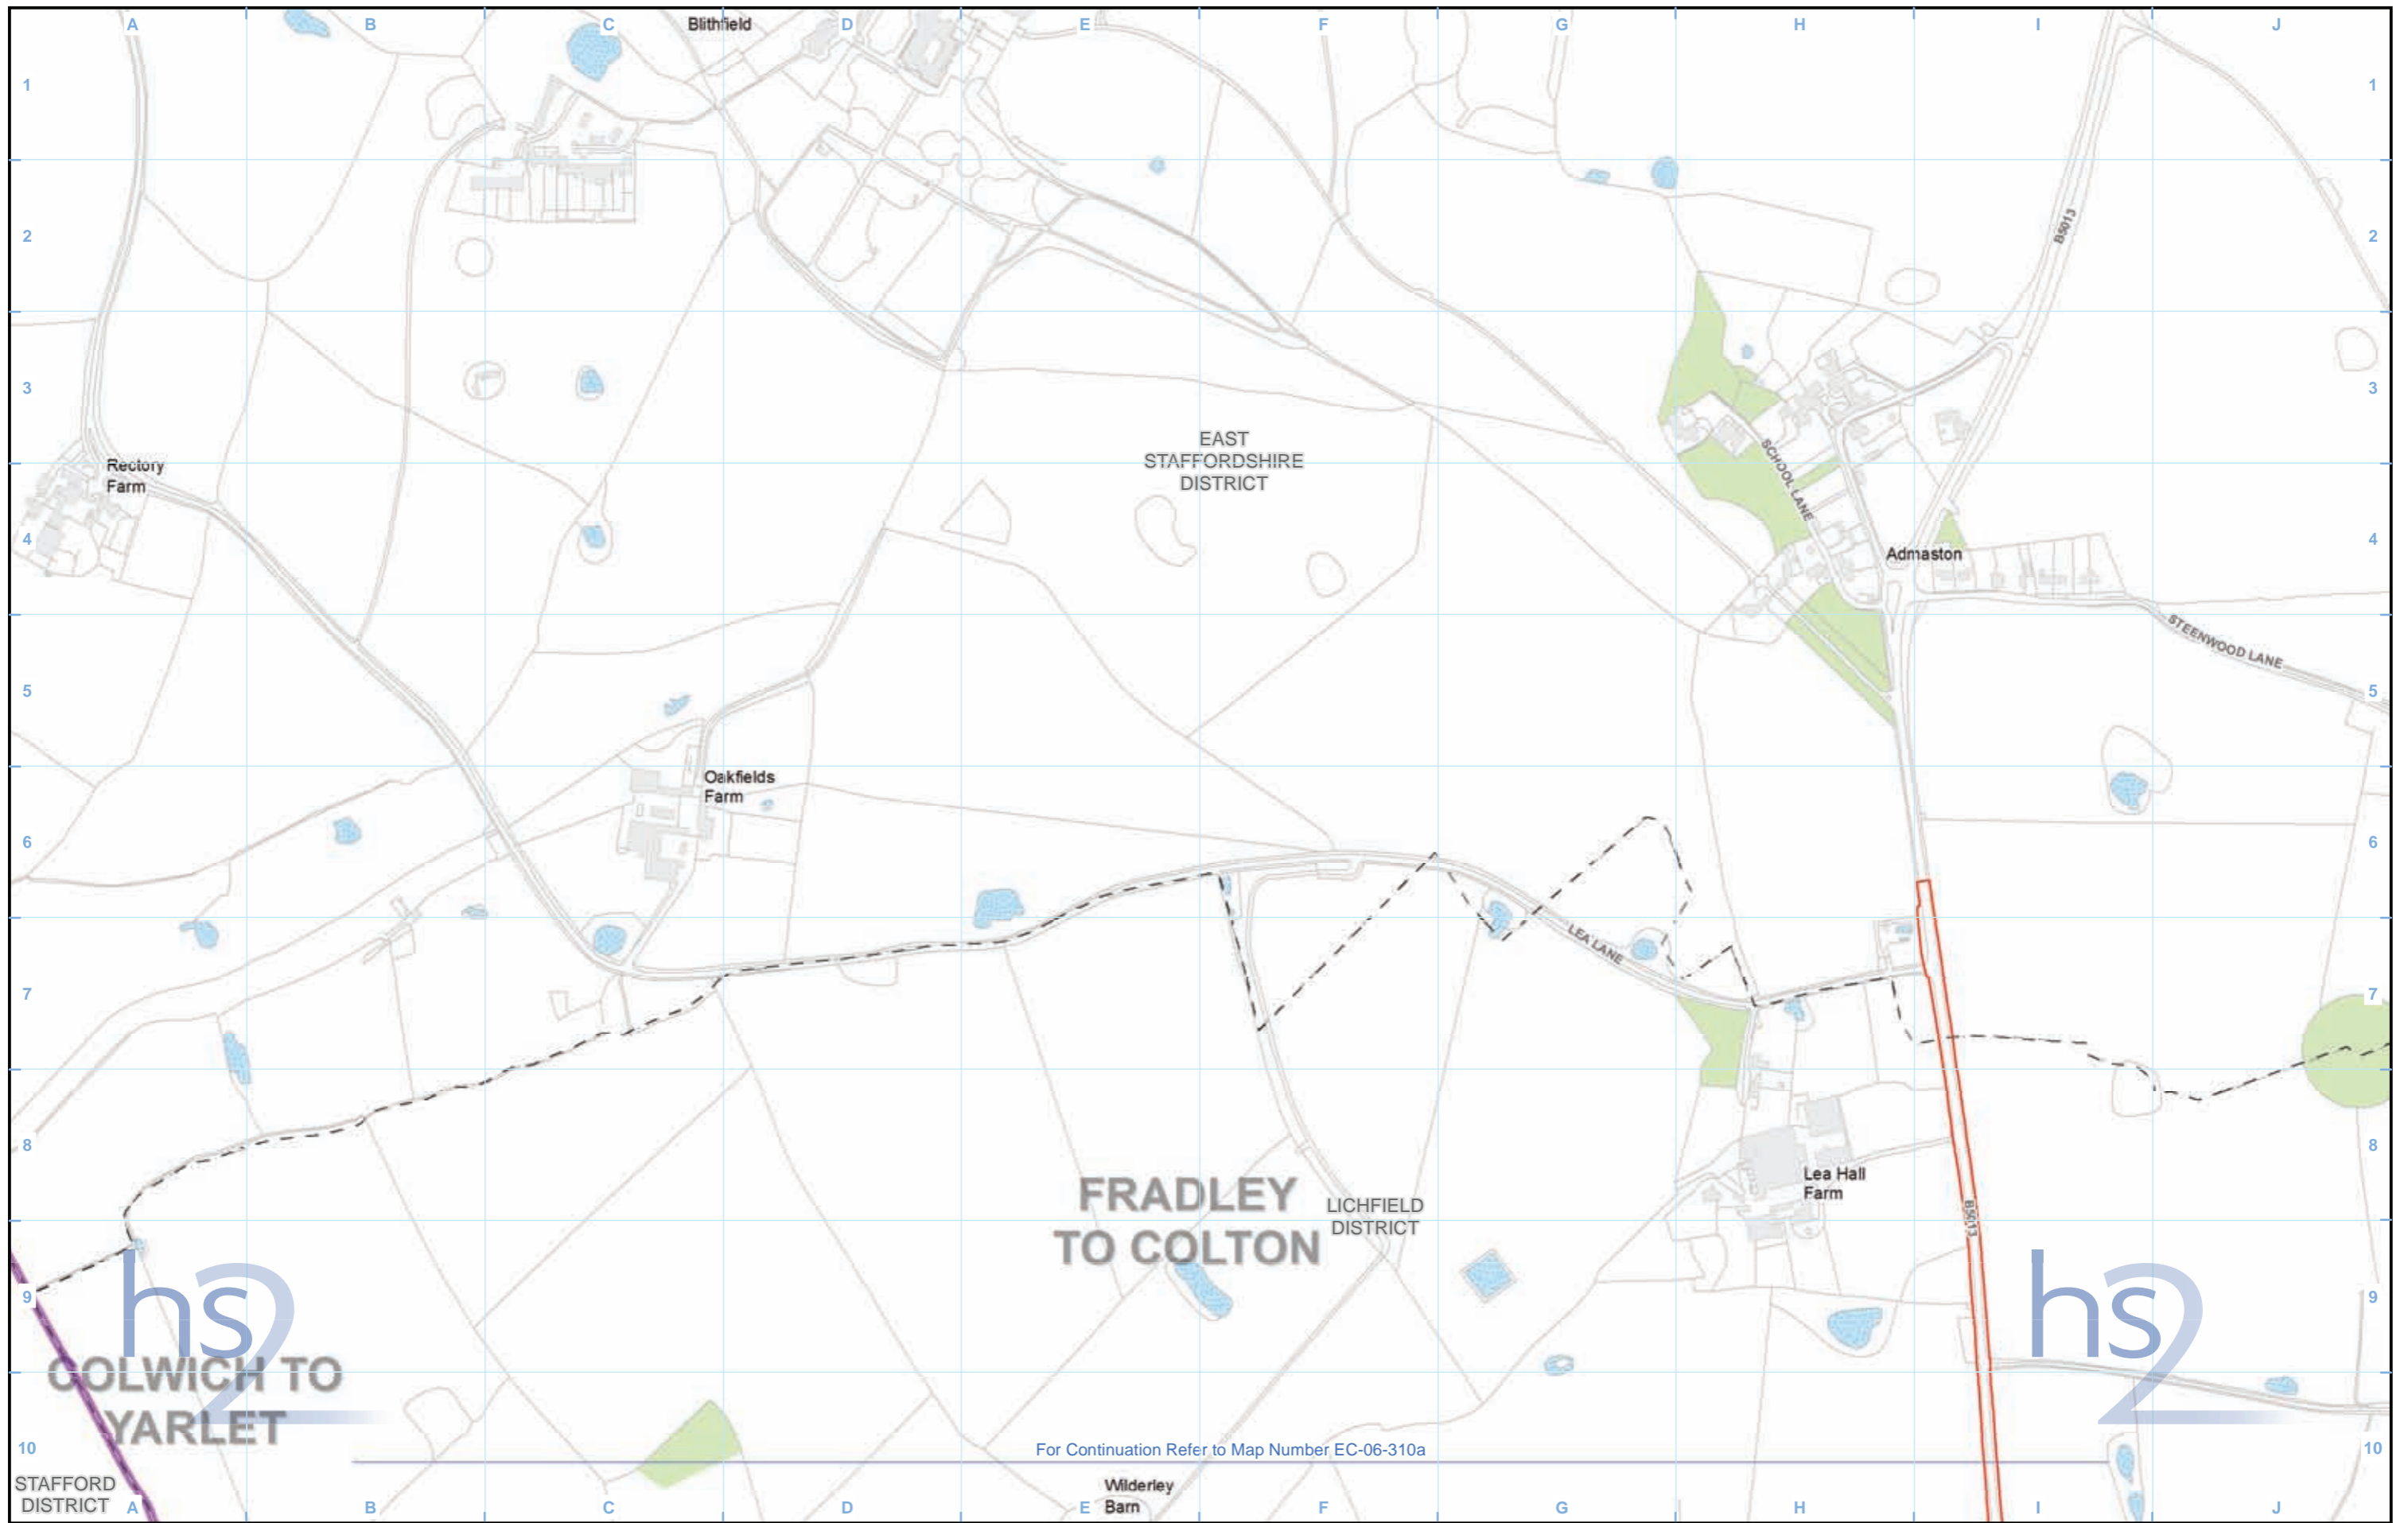 A B C D E F G H I J
Blithfield
1 1
2 2
B5013
3 3
EAST
STAFFORDSHIRE
DISTRICT
SCHOOL LANE
Rectory
Farm
4 4
Admaston
STEENWOOD LANE
5 5
Oakfields
Farm
6 6
LEA LANE
7 7
8 8
Lea Hall
Farm
FRADLEY
TO COLTON
LICHFIELD
DISTRICT
B5013
9 9
hs2
hs2
COLWICH TO
YARLET
10 10
For Continuation Refer to Map Number EC-06-310a
STAFFORD
DISTRICT
Wilderley
Barn
A B C D E F G H I J